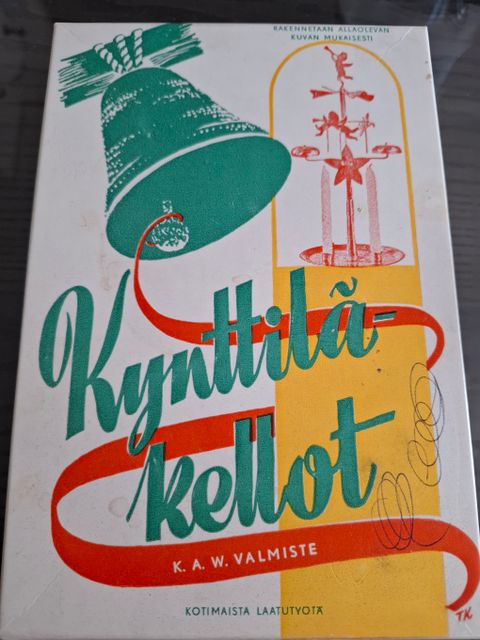 RAKENNETAAN ALLAOLEVAN
KUVAN MUKAISESTI
Kynttilä-
kellot
K. A. W. VALMISTE
KOTIMAISTA LAATUTYÖTÄ
TK